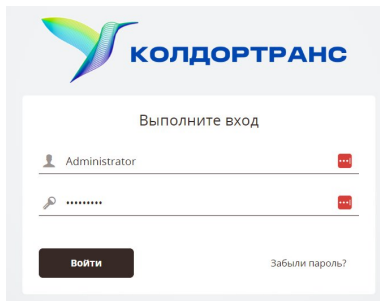 КОЛДОРТРАНС
Выполните вход
Administrator
•••••••••
Войти
Забыли пароль?